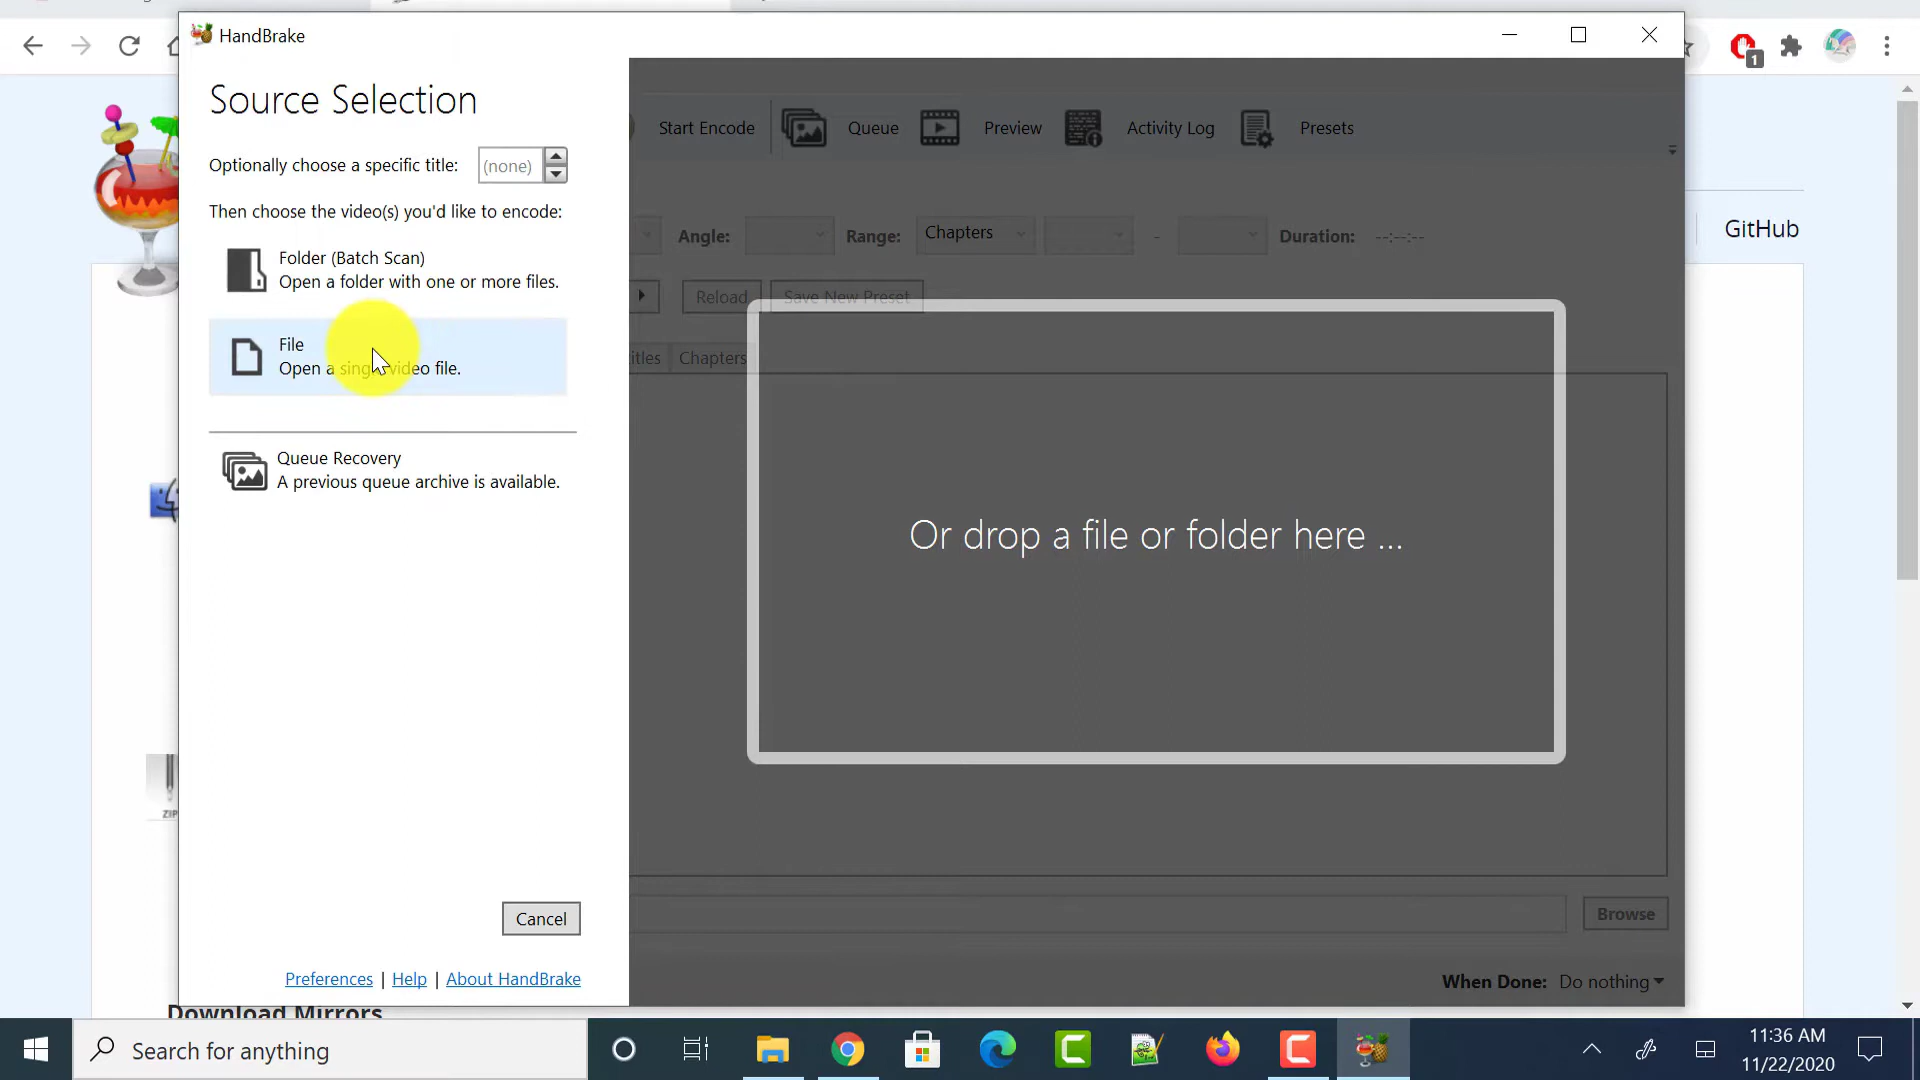 HandBrake
Source Selection
Optionally choose a specific title: (none)
Then choose the video(s) you'd like to encode:
Folder (Batch Scan)
Open a folder with one or more files.
File
Open a single video file.
Queue Recovery
A previous queue archive is available.
Cancel
Preferences | Help | About HandBrake
Start Encode
Queue
Preview
Activity Log
Presets
Angle:
Range: Chapters
-
Duration: --:--:--
Reload
Save New Preset
Chapters
Or drop a file or folder here ...
Browse
When Done: Do nothing
GitHub
1
ZIP
Download Mirrors
Search for anything
11:36 AM
11/22/2020